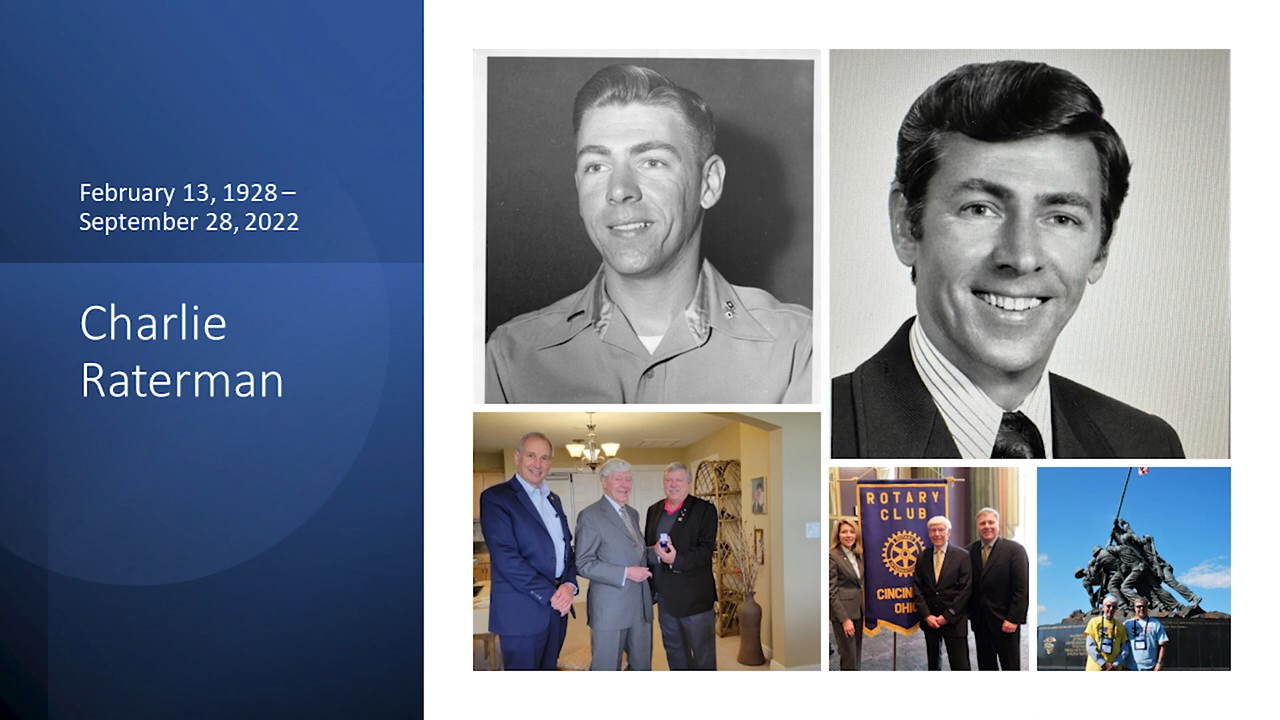 February 13, 1928 –
September 28, 2022
Charlie
Raterman
ROTARY
CLUB
CINCIN
OHIO